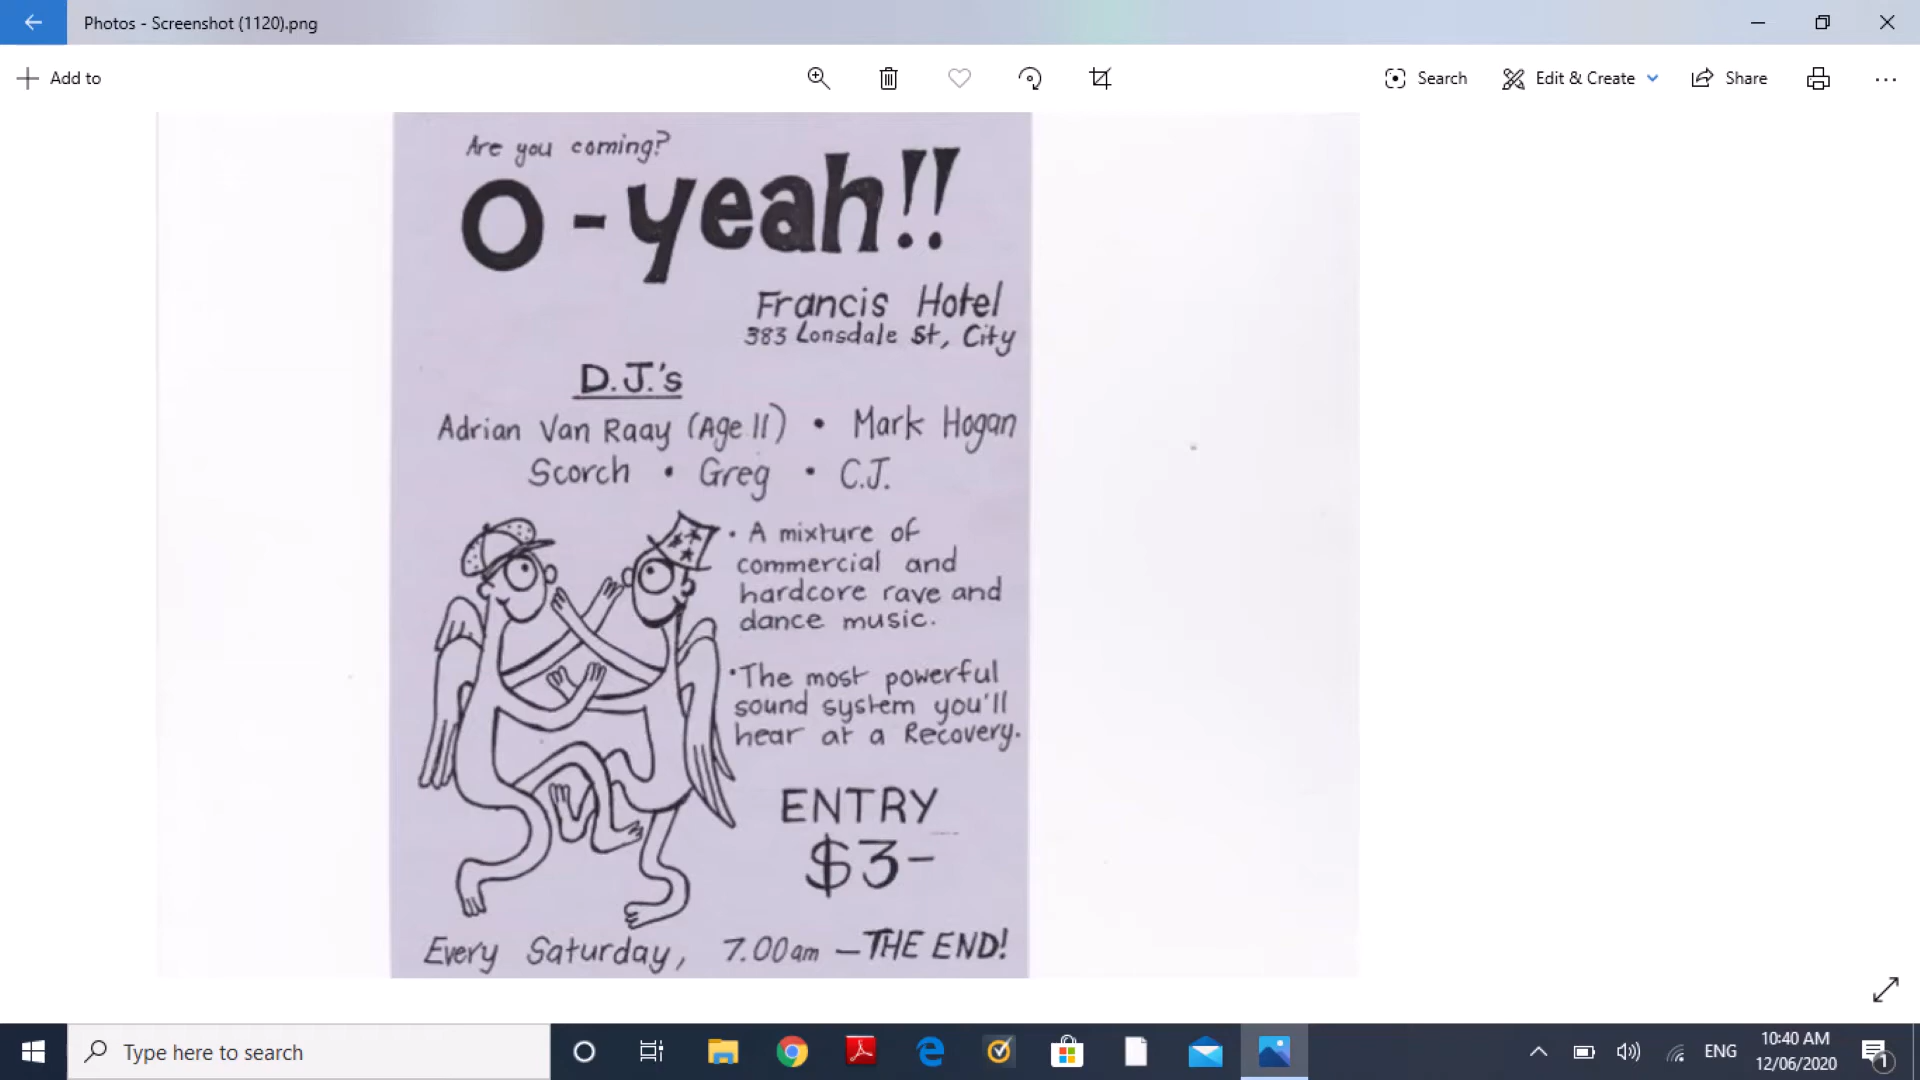 Photos - Screenshot (1120).png
Add to
Search
Edit & Create
Share
Are you coming?
O - yeah!!
Francis Hotel
383 Lonsdale St, City
D.J.'s
Adrian Van Raay (Age 11) • Mark Hogan
Scorch • Greg • C.J.
• A mixture of
commercial and
hardcore rave and
dance music.
• The most powerful
sound system you'll
hear at a Recovery.
ENTRY
$3-
Every Saturday, 7.00am – THE END!
Type here to search
ENG
10:40 AM
12/06/2020
1